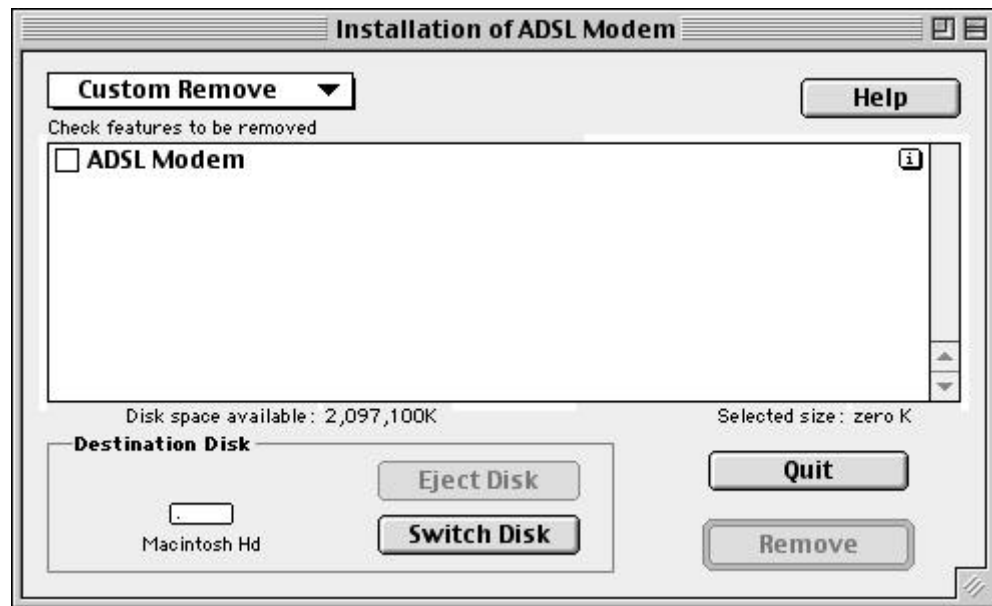 Installation of ADSL Modem
Custom Remove
Help
Check features to be removed
ADSL Modem
i
Disk space available: 2,097,100K
Selected size: zero K
Destination Disk
Eject Disk
Quit
Macintosh Hd
Switch Disk
Remove